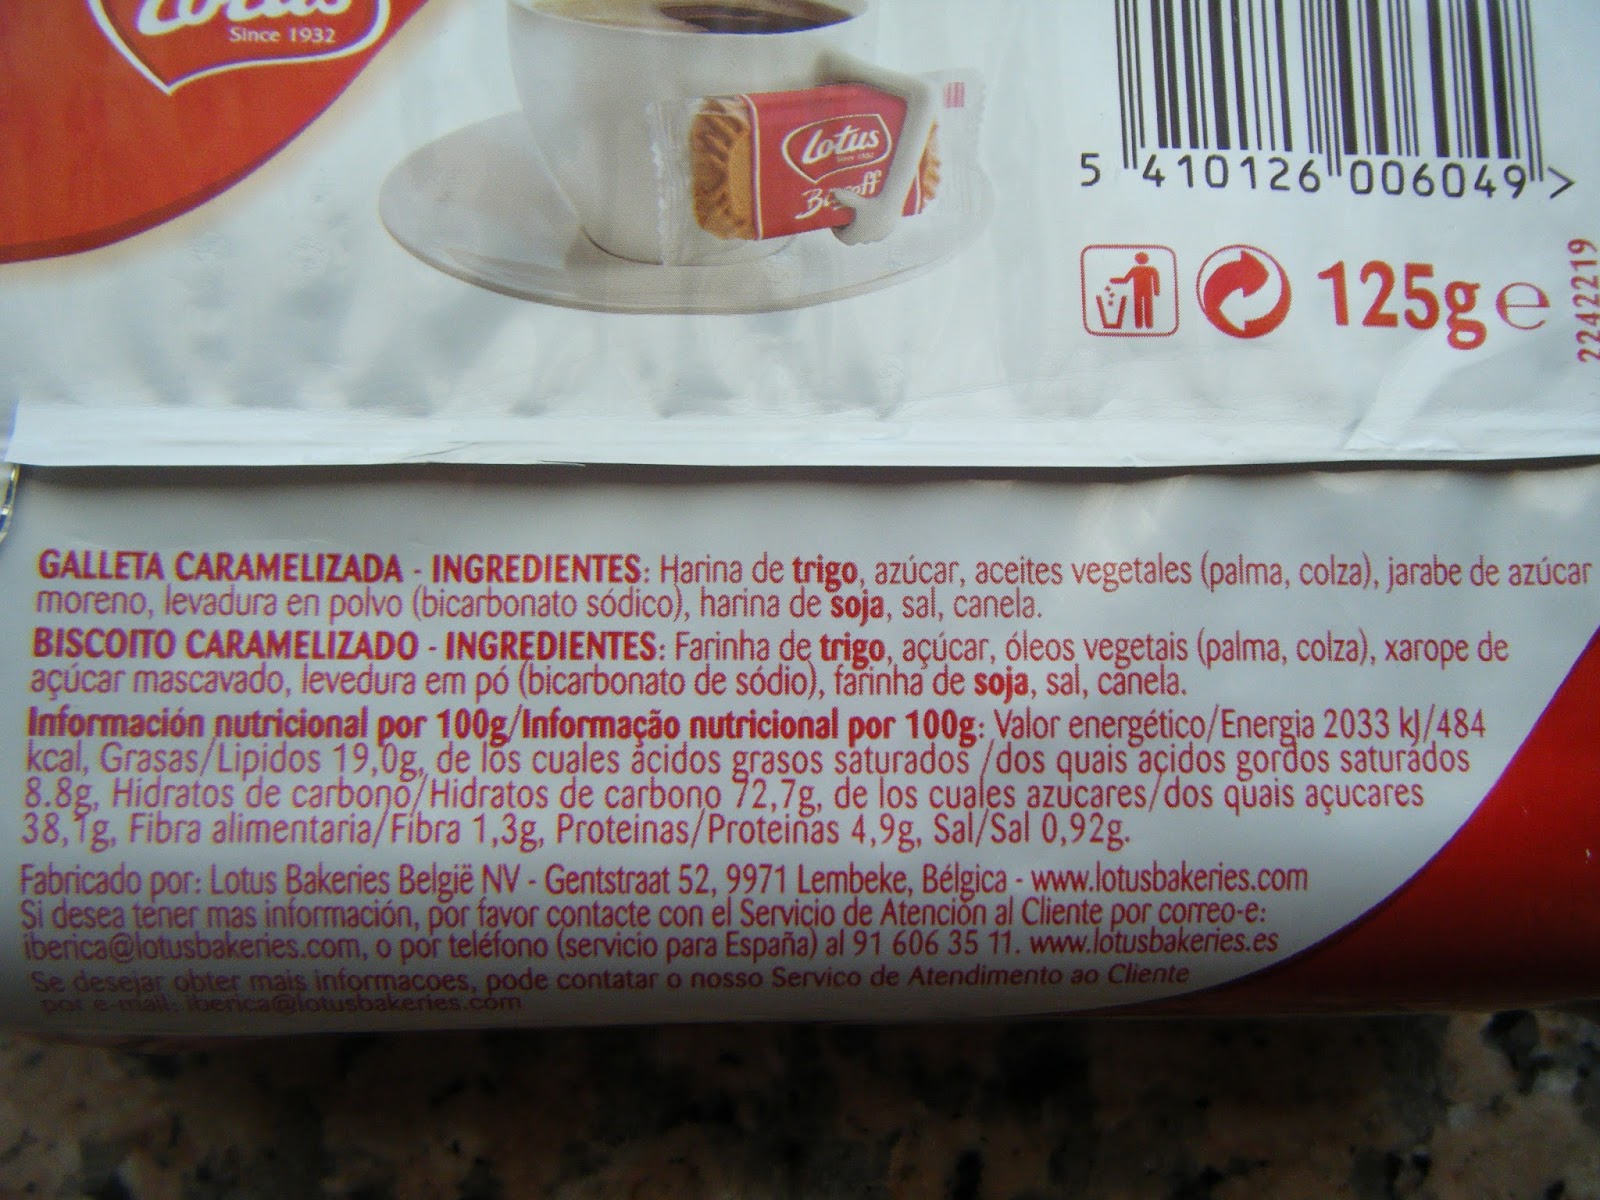 Lotus
Since 1932
Lotus
Since 1932
5 410126 006049 >
125g e
2242219
GALLETA CARAMELIZADA - INGREDIENTES: Harina de trigo, azúcar, aceites vegetales (palma, colza), jarabe de azúcar
moreno, levadura en polvo (bicarbonato sódico), harina de soja, sal, canela.
BISCOITO CARAMELIZADO - INGREDIENTES: Farinha de trigo, açúcar, óleos vegetais (palma, colza), xarope de
açúcar mascavado, levedura em pó (bicarbonato de sódio), farinha de soja, sal, canela.
Información nutricional por 100g/Informação nutricional por 100g: Valor energético/Energia 2033 kJ/484
kcal, Grasas/Lipidos 19,0g, de los cuales ácidos grasos saturados /dos quais açidos gordos saturados
8.8g, Hidratos de carbono/Hidratos de carbono 72,7g, de los cuales azucares/dos quais açucares
38,1g, Fibra alimentaria/Fibra 1,3g, Proteinas/Proteinas 4,9g, Sal/Sal 0,92g.
Fabricado por: Lotus Bakeries België NV - Gentstraat 52, 9971 Lembeke, Bélgica - www.lotusbakeries.com
Si desea tener mas información, por favor contacte con el Servicio de Atención al Cliente por correo-e:
iberica@lotusbakeries.com, o por teléfono (servicio para España) al 91 606 35 11. www.lotusbakeries.es
Se desejar obter mais informacoes, pode contatar o nosso Servico de Atendimento ao Cliente
por e-mail: iberica@lotusbakeries.com